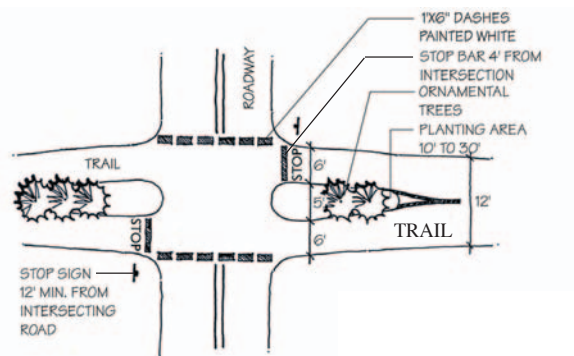 1'X6" DASHES
PAINTED WHITE
STOP BAR 4' FROM
INTERSECTION
ORNAMENTAL
TREES
PLANTING AREA
10' TO 30'
ROADWAY
TRAIL
STOP
6'
5'
6'
12'
TRAIL
STOP
STOP SIGN
12' MIN. FROM
INTERSECTING
ROAD